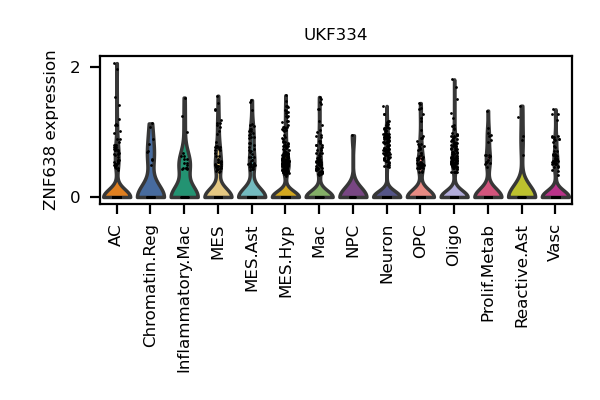 UKF334
ZNF638 expression
2
0
AC
Chromatin.Reg
Inflammatory.Mac
MES
MES.Ast
MES.Hyp
Mac
NPC
Neuron
OPC
Oligo
Prolif.Metab
Reactive.Ast
Vasc